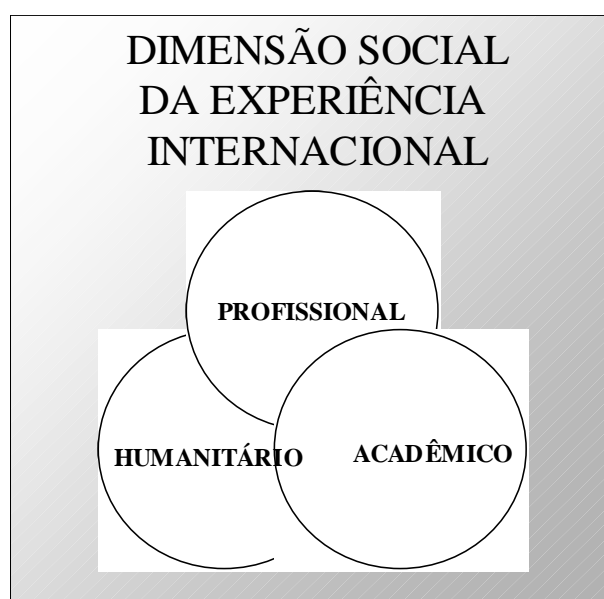 DIMENSÃO SOCIAL
DA EXPERIÊNCIA
INTERNACIONAL
PROFISSIONAL
HUMANITÁRIO
ACADÊMICO